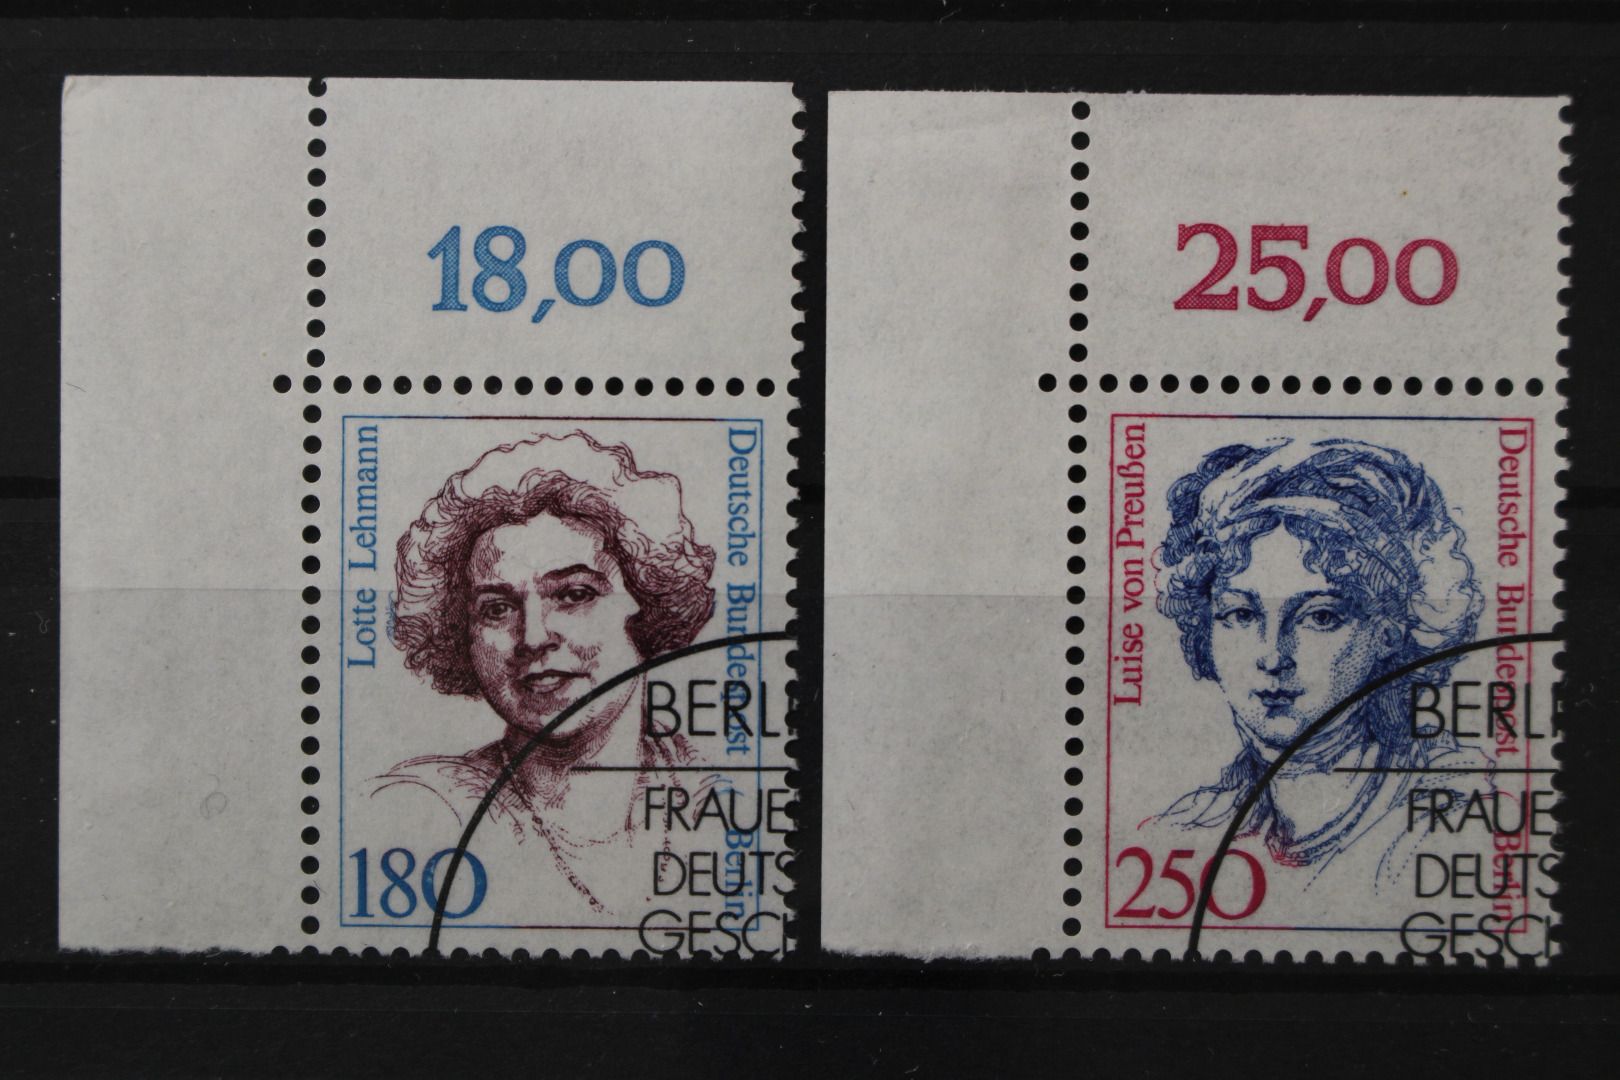 18,00
Lotte Lehmann
Deutsche Bundespost Berlin
180
BERL
FRAUE
DEUTS
GESCH
25,00
Luise von Preußen
Deutsche Bundespost Berlin
250
BERL
FRAUE
DEUTS
GESCH